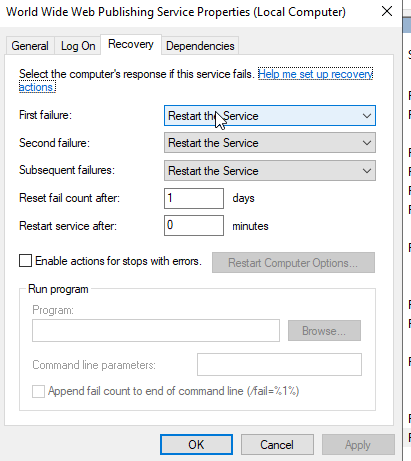 World Wide Web Publishing Service Properties (Local Computer)
General Log On Recovery Dependencies
Select the computer's response if this service fails. Help me set up recovery
actions.
First failure: Restart the Service
Second failure: Restart the Service
Subsequent failures: Restart the Service
Reset fail count after: 1 days
Restart service after: 0 minutes
Enable actions for stops with errors. Restart Computer Options...
Run program
Program:
Browse...
Command line parameters:
Append fail count to end of command line (/fail=%1%)
OK Cancel Apply